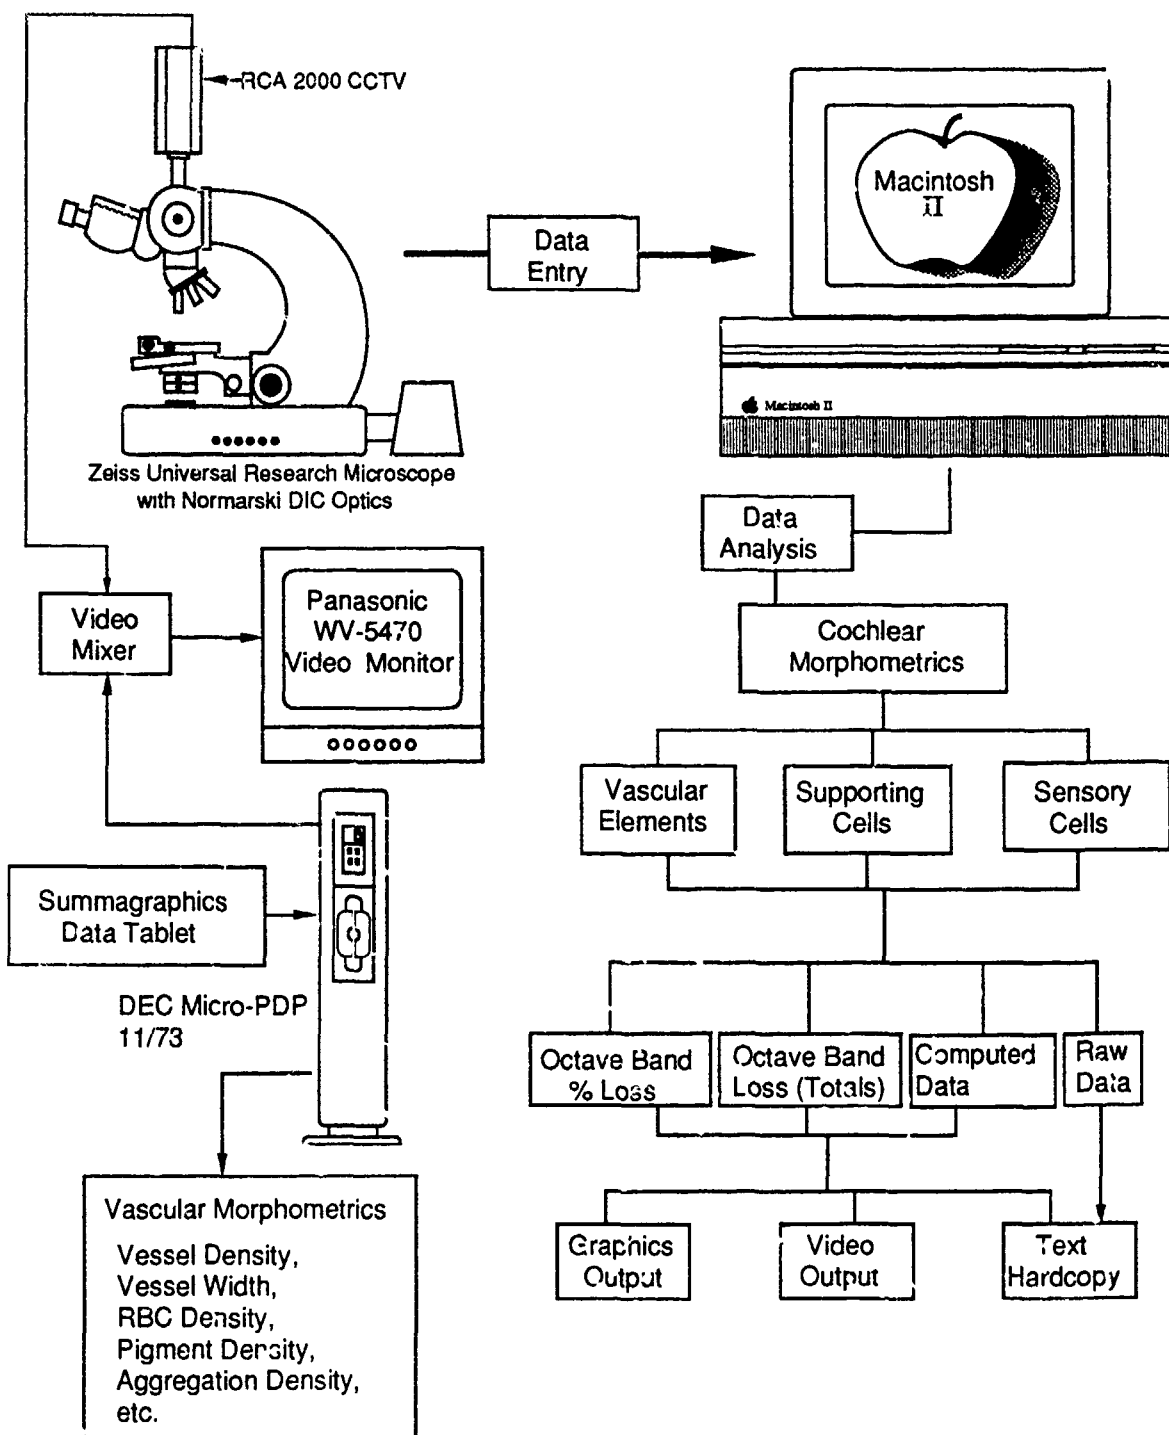 RCA 2000 CCTV
Macintosh
II
Data
Entry
Macintosh II
Zeiss Universal Research Microscope
with Normarski DIC Optics
Data
Analysis
Video
Mixer
Panasonic
WV-5470
Video Monitor
Cochlear
Morphometrics
Vascular
Elements
Supporting
Cells
Sensory
Cells
Summagraphics
Data Tablet
DEC Micro-PDP
11/73
Octave Band
% Loss
Octave Band
Loss (Totals)
Computed
Data
Raw
Data
Vascular Morphometrics
Vessel Density,
Vessel Width,
RBC Density,
Pigment Density,
Aggregation Density,
etc.
Graphics
Output
Video
Output
Text
Hardcopy